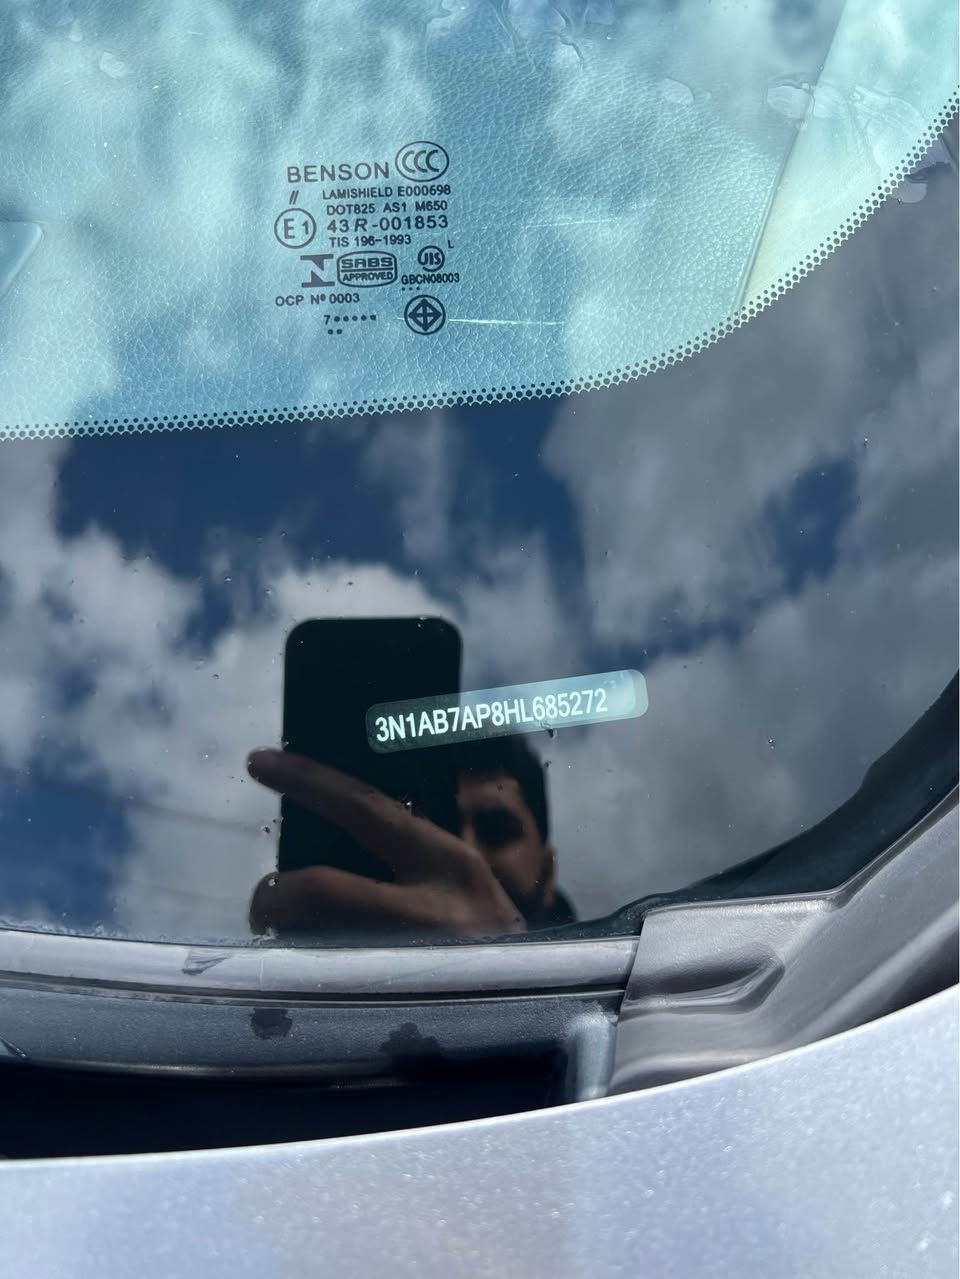 BENSON CCC
// LAMISHIELD E000698
DOT825 AS1 M650
E1 43R-001853
TIS 196-1993
L
N SABS APPROVED JIS
GBCN08003
OCP Nº 0003
7
3N1AB7AP8HL685272